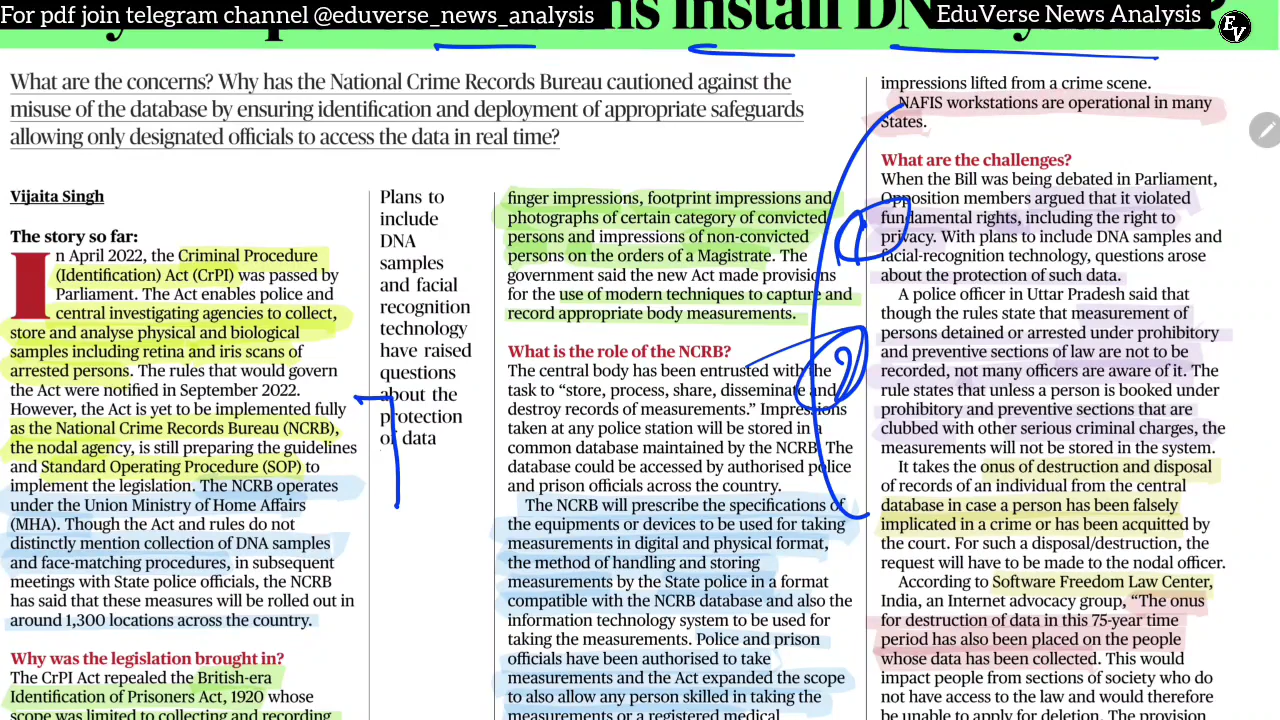 For pdf join telegram channel @eduverse_news_analysis
EduVerse News Analysis
EV
install
What are the concerns? Why has the National Crime Records Bureau cautioned against the
misuse of the database by ensuring identification and deployment of appropriate safeguards
allowing only designated officials to access the data in real time?
Vijaita Singh
The story so far:
In April 2022, the Criminal Procedure
(Identification) Act (CrPI) was passed by
Parliament. The Act enables police and
central investigating agencies to collect,
store and analyse physical and biological
samples including retina and iris scans of
arrested persons. The rules that would govern
the Act were notified in September 2022.
However, the Act is yet to be implemented fully
as the National Crime Records Bureau (NCRB),
the nodal agency, is still preparing the guidelines
and Standard Operating Procedure (SOP) to
implement the legislation. The NCRB operates
under the Union Ministry of Home Affairs
(MHA). Though the Act and rules do not
distinctly mention collection of DNA samples
and face-matching procedures, in subsequent
meetings with State police officials, the NCRB
has said that these measures will be rolled out in
around 1,300 locations across the country.
Why was the legislation brought in?
The CrPI Act repealed the British-era
Identification of Prisoners Act, 1920 whose
scope was limited to collecting and recording
Plans to
include
DNA
samples
and facial
recognition
technology
have raised
questions
about the
protection
of data
finger impressions, footprint impressions and
photographs of certain category of convicted
persons and impressions of non-convicted
persons on the orders of a Magistrate. The
government said the new Act made provisions
for the use of modern techniques to capture and
record appropriate body measurements.
What is the role of the NCRB?
The central body has been entrusted with the
task to “store, process, share, disseminate and
destroy records of measurements.” Impressions
taken at any police station will be stored in a
common database maintained by the NCRB. The
database could be accessed by authorised police
and prison officials across the country.
The NCRB will prescribe the specifications of
the equipments or devices to be used for taking
measurements in digital and physical format,
the method of handling and storing
measurements by the State police in a format
compatible with the NCRB database and also the
information technology system to be used for
taking the measurements. Police and prison
officials have been authorised to take
measurements and the Act expanded the scope
to also allow any person skilled in taking the
measurements or a registered medical
impressions lifted from a crime scene.
NAFIS workstations are operational in many
States.
What are the challenges?
When the Bill was being debated in Parliament,
Opposition members argued that it violated
fundamental rights, including the right to
privacy. With plans to include DNA samples and
facial-recognition technology, questions arose
about the protection of such data.
A police officer in Uttar Pradesh said that
though the rules state that measurement of
persons detained or arrested under prohibitory
and preventive sections of law are not to be
recorded, not many officers are aware of it. The
rule states that unless a person is booked under
prohibitory and preventive sections that are
clubbed with other serious criminal charges, the
measurements will not be stored in the system.
It takes the onus of destruction and disposal
of records of an individual from the central
database in case a person has been falsely
implicated in a crime or has been acquitted by
the court. For such a disposal/destruction, the
request will have to be made to the nodal officer.
According to Software Freedom Law Center,
India, an Internet advocacy group, “The onus
for destruction of data in this 75-year time
period has also been placed on the people
whose data has been collected. This would
impact people from sections of society who do
not have access to the law and would therefore
be unable to apply for deletion. The provision
1
2